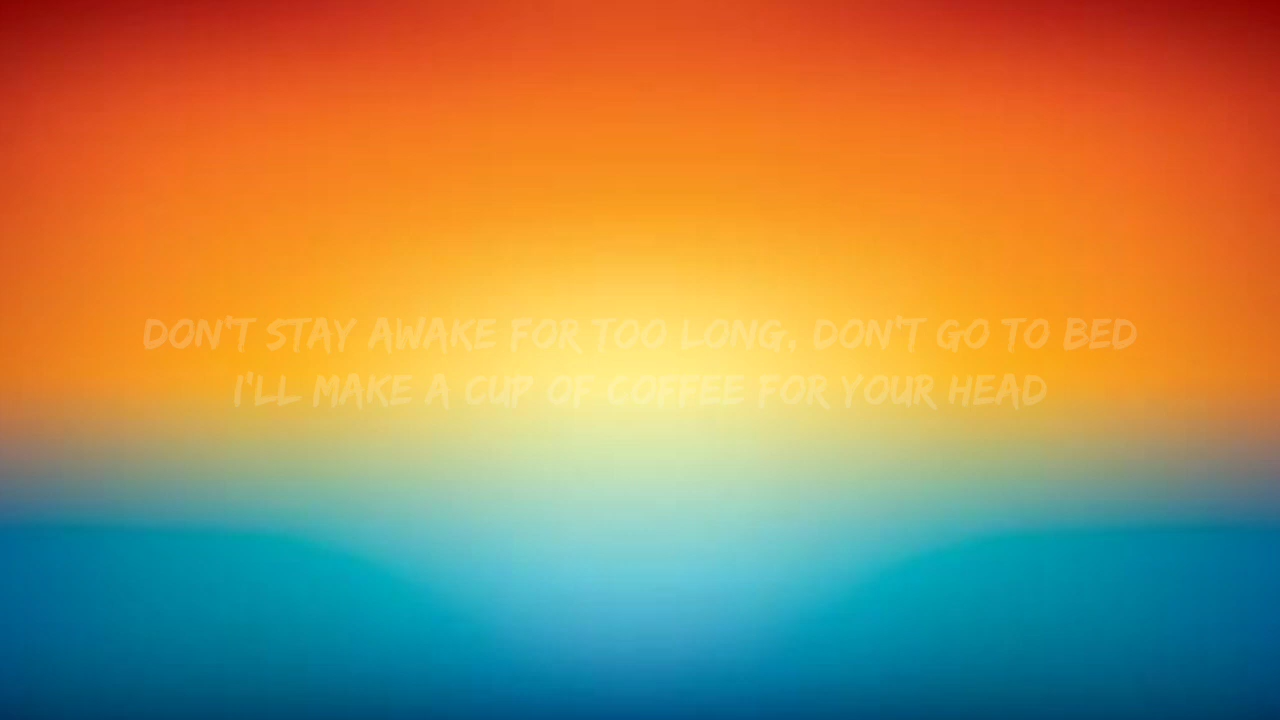 DON'T STAY AWAKE FOR TOO LONG, DON'T GO TO BED
I'LL MAKE A CUP OF COFFEE FOR YOUR HEAD